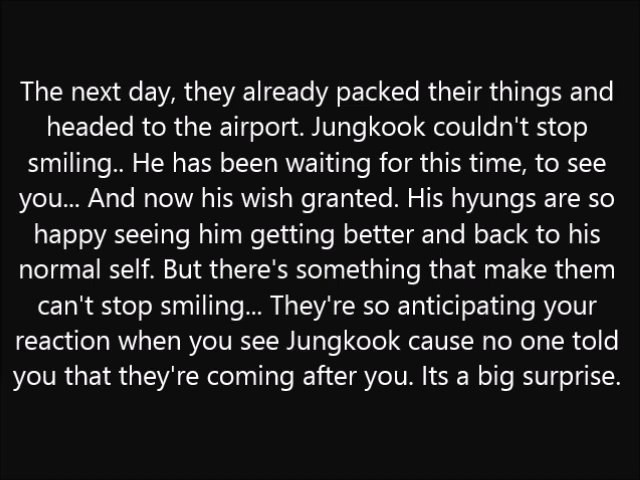 The next day, they already packed their things and
headed to the airport. Jungkook couldn't stop
smiling.. He has been waiting for this time, to see
you... And now his wish granted. His hyungs are so
happy seeing him getting better and back to his
normal self. But there's something that make them
can't stop smiling... They're so anticipating your
reaction when you see Jungkook cause no one told
you that they're coming after you. Its a big surprise.